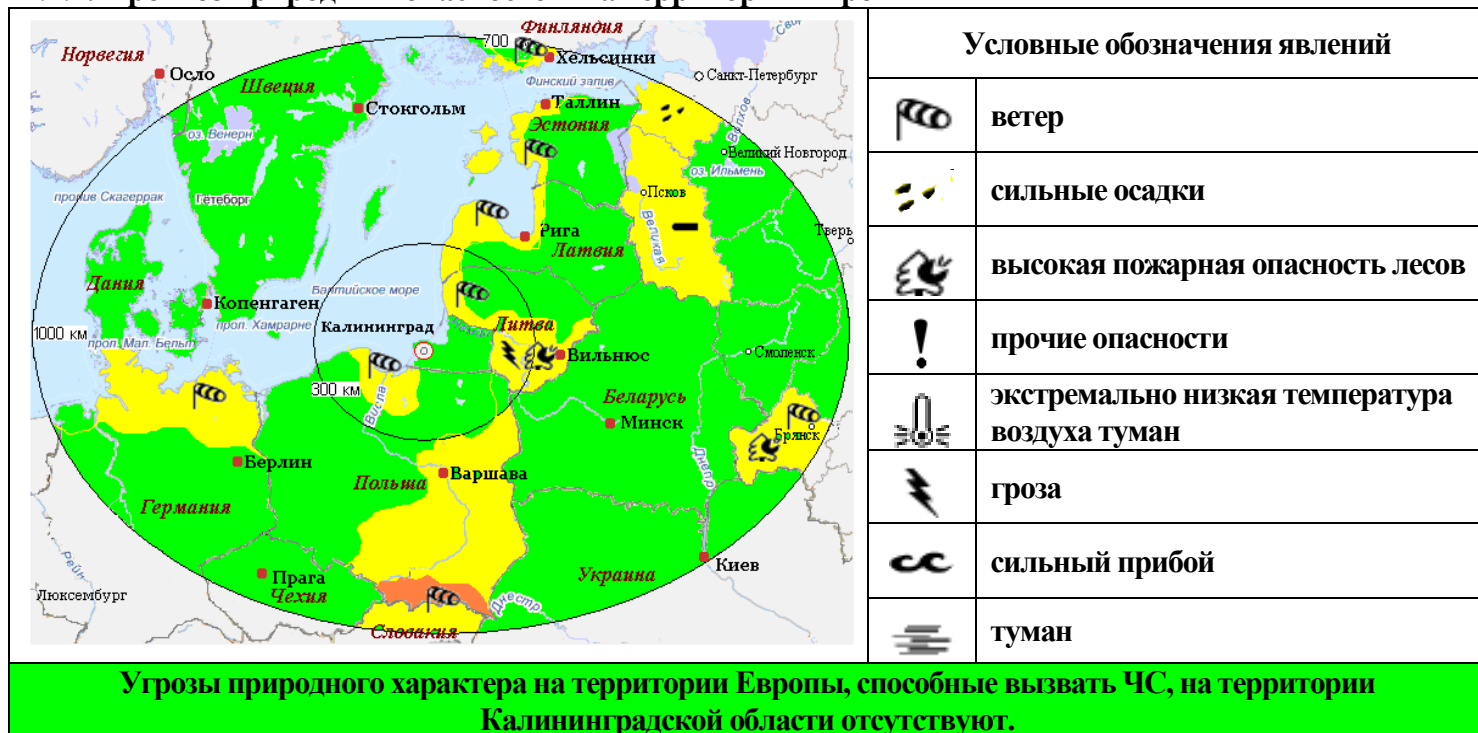 Условные обозначения явлений
ветер
сильные осадки
высокая пожарная опасность лесов
прочие опасности
экстремально низкая температура
воздуха туман
гроза
сильный прибой
туман
Финляндия
700
Норвегия
Хельсинки
Осло
Санкт-Петербург
Швеция
Финский залив
Стокгольм
Таллин
Эстония
Волхов
оз. Венерн
Великий Новгород
оз. Ильмень
пролив Скагеррак
Гётеборг
Псков
Великая
Рига
Тверь
Латвия
Дания
Балтийское море
Копенгаген
проп. Хамрарне
Калининград
Литва
1000 км
проп. Мал. Бельт
Вильнюс
Смоленск
300 км
Висла
Беларусь
Минск
Брянск
Днепр
Берлин
Польша
Варшава
Германия
Рейн
Украина
Киев
Прага
Чехия
Люксембург
Днестр
Словакия
Угрозы природного характера на территории Европы, способные вызвать ЧС, на территории
Калининградской области отсутствуют.